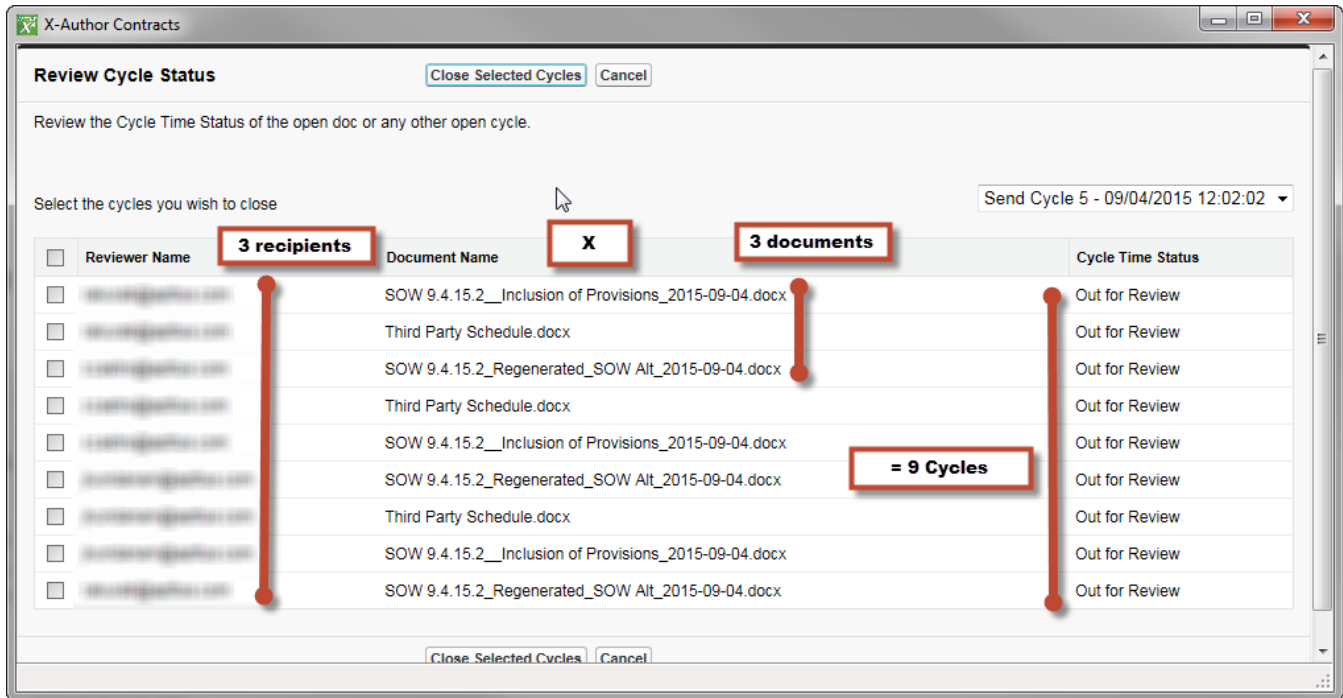 X-Author Contracts
Review Cycle Status
Close Selected Cycles Cancel
Review the Cycle Time Status of the open doc or any other open cycle.
Select the cycles you wish to close
Send Cycle 5 - 09/04/2015 12:02:02
3 recipients X 3 documents
Reviewer Name Document Name Cycle Time Status
SOW 9.4.15.2__Inclusion of Provisions_2015-09-04.docx Out for Review
Third Party Schedule.docx Out for Review
SOW 9.4.15.2_Regenerated_SOW Alt_2015-09-04.docx Out for Review
Third Party Schedule.docx Out for Review
SOW 9.4.15.2__Inclusion of Provisions_2015-09-04.docx Out for Review
= 9 Cycles
SOW 9.4.15.2_Regenerated_SOW Alt_2015-09-04.docx Out for Review
Third Party Schedule.docx Out for Review
SOW 9.4.15.2__Inclusion of Provisions_2015-09-04.docx Out for Review
SOW 9.4.15.2_Regenerated_SOW Alt_2015-09-04.docx Out for Review
Close Selected Cycles Cancel